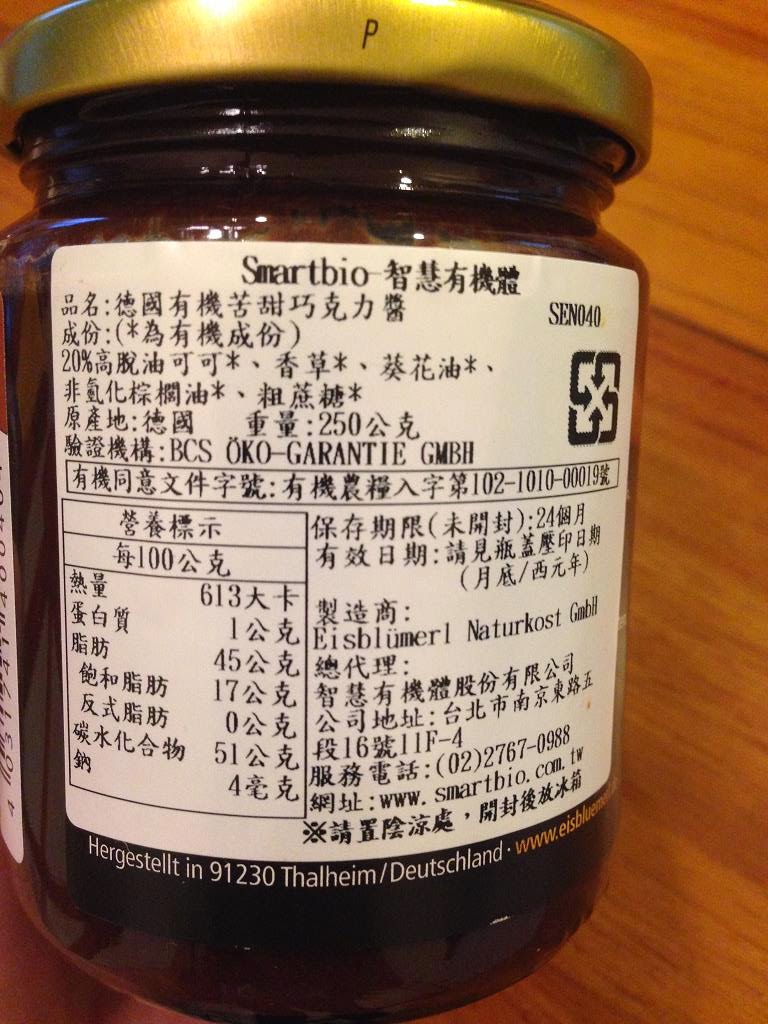 P
Smartbio-智慧有機體
品名:德國有機苦甜巧克力醬
SEN040
成份:(*為有機成份)
20%高脫油可可*、香草*、葵花油*、
非氫化棕櫚油*、粗蔗糖*
原產地:德國 重量:250公克
驗證機構:BCS ÖKO-GARANTIE GMBH
有機同意文件字號:有機農糧入字第102-1010-00019號
營養標示
每100公克
熱量 613大卡
蛋白質 1公克
脂肪 45公克
飽和脂肪 17公克
反式脂肪 0公克
碳水化合物 51公克
鈉 4毫克
保存期限(未開封):24個月
有效日期:請見瓶蓋壓印日期
(月底/西元年)
製造商:
Eisblümerl Naturkost GmbH
總代理:
智慧有機體股份有限公司
公司地址:台北市南京東路五
段16號11F-4
服務電話:(02)2767-0988
網址:www.smartbio.com.tw
※請置陰涼處,開封後放冰箱
Hergestellt in 91230 Thalheim/Deutschland · www.eisblueme